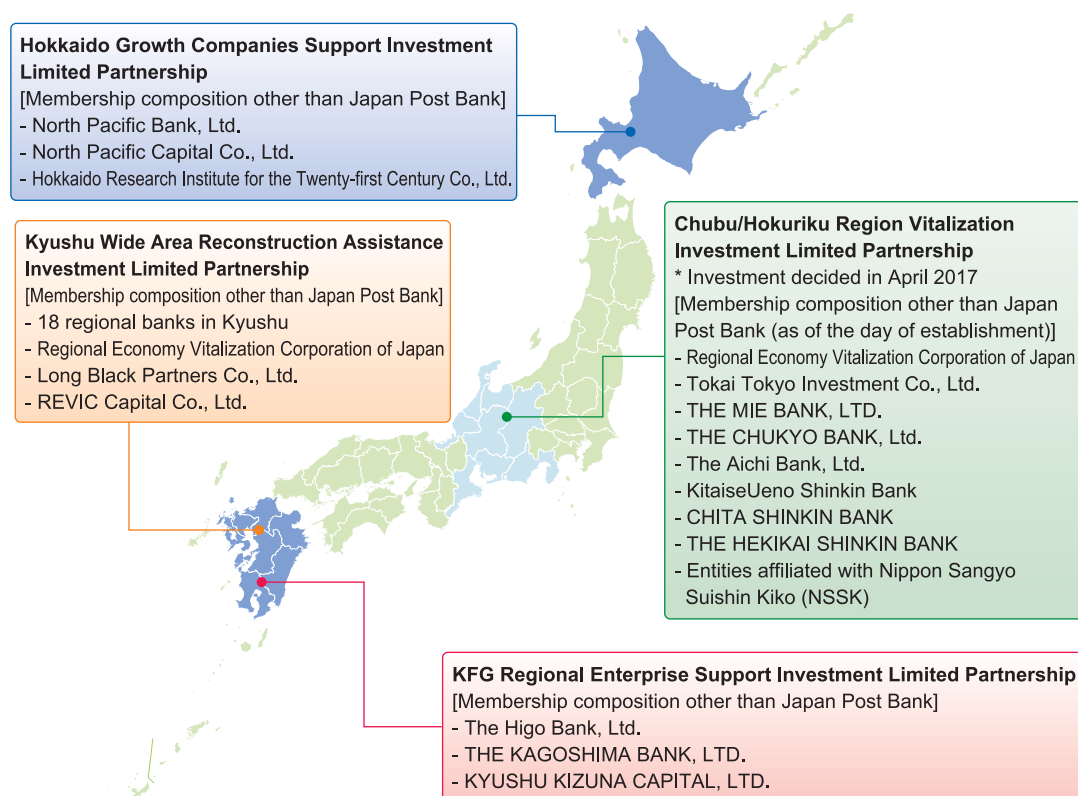 Hokkaido Growth Companies Support Investment
Limited Partnership
[Membership composition other than Japan Post Bank]
- North Pacific Bank, Ltd.
- North Pacific Capital Co., Ltd.
- Hokkaido Research Institute for the Twenty-first Century Co., Ltd.
Kyushu Wide Area Reconstruction Assistance
Investment Limited Partnership
[Membership composition other than Japan Post Bank]
- 18 regional banks in Kyushu
- Regional Economy Vitalization Corporation of Japan
- Long Black Partners Co., Ltd.
- REVIC Capital Co., Ltd.
Chubu/Hokuriku Region Vitalization
Investment Limited Partnership
* Investment decided in April 2017
[Membership composition other than Japan
Post Bank (as of the day of establishment)]
- Regional Economy Vitalization Corporation of Japan
- Tokai Tokyo Investment Co., Ltd.
- THE MIE BANK, LTD.
- THE CHUKYO BANK, Ltd.
- The Aichi Bank, Ltd.
- KitaiseUeno Shinkin Bank
- CHITA SHINKIN BANK
- THE HEKIKAI SHINKIN BANK
- Entities affiliated with Nippon Sangyo
Suishin Kiko (NSSK)
KFG Regional Enterprise Support Investment Limited Partnership
[Membership composition other than Japan Post Bank]
- The Higo Bank, Ltd.
- THE KAGOSHIMA BANK, LTD.
- KYUSHU KIZUNA CAPITAL, LTD.